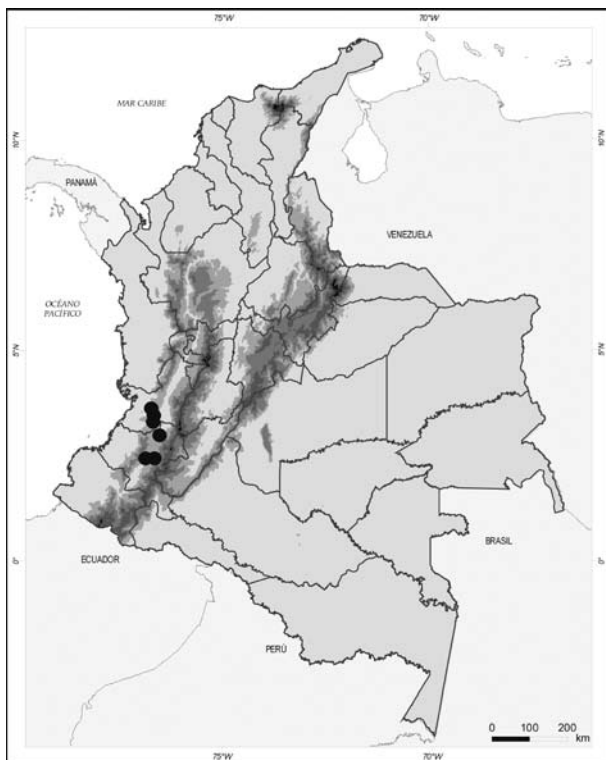 75°W 70°W
MAR CARIBE
10°N 10°N
PANAMÁ
VENEZUELA
OCÉANO
PACÍFICO
5°N 5°N
BRASIL
0° ECUADOR 0°
PERÚ
0 100 200
km
75°W 70°W